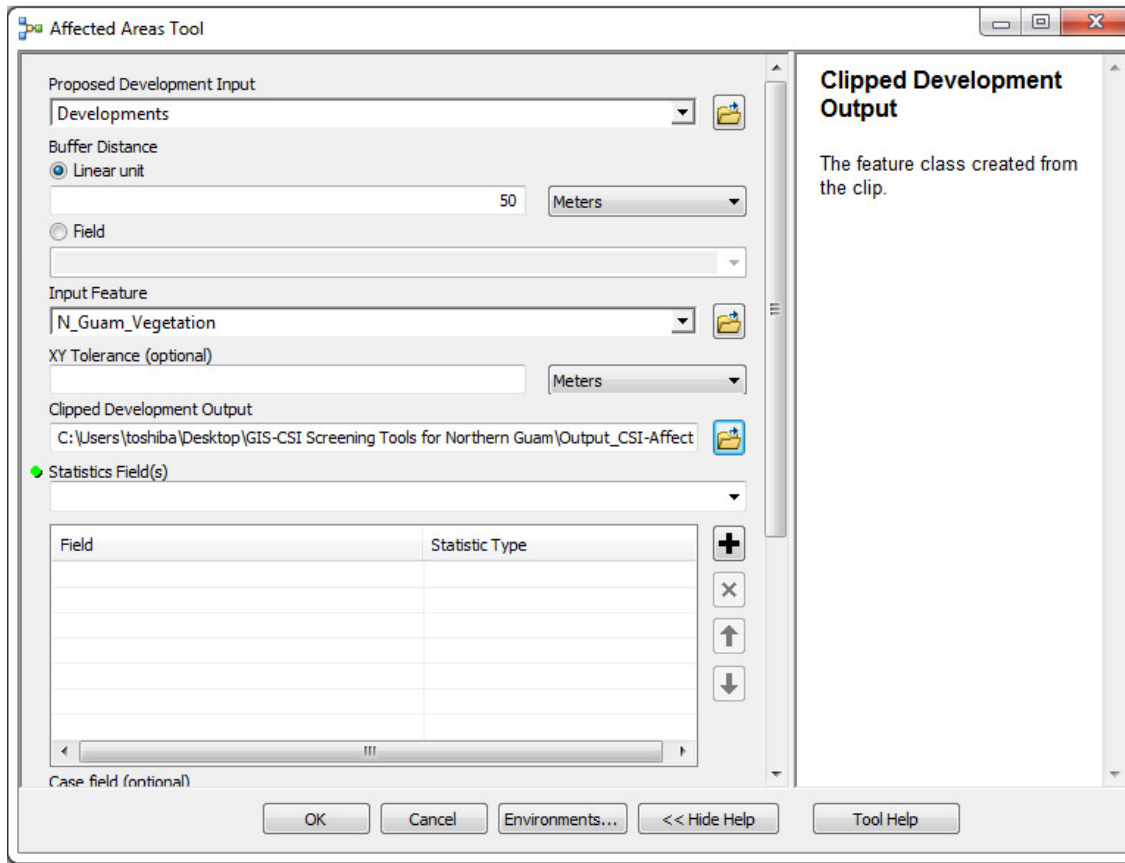 Affected Areas Tool
Proposed Development Input
Developments
Buffer Distance
Linear unit
50 Meters
Field
Input Feature
N_Guam_Vegetation
XY Tolerance (optional)
Meters
Clipped Development Output
C:\Users\toshiba\Desktop\GIS-CSI Screening Tools for Northern Guam\Output_CSI-Affect
Statistics Field(s)
Field Statistic Type
Case field (optional)
OK Cancel Environments... << Hide Help Tool Help
Clipped Development
Output
The feature class created from
the clip.